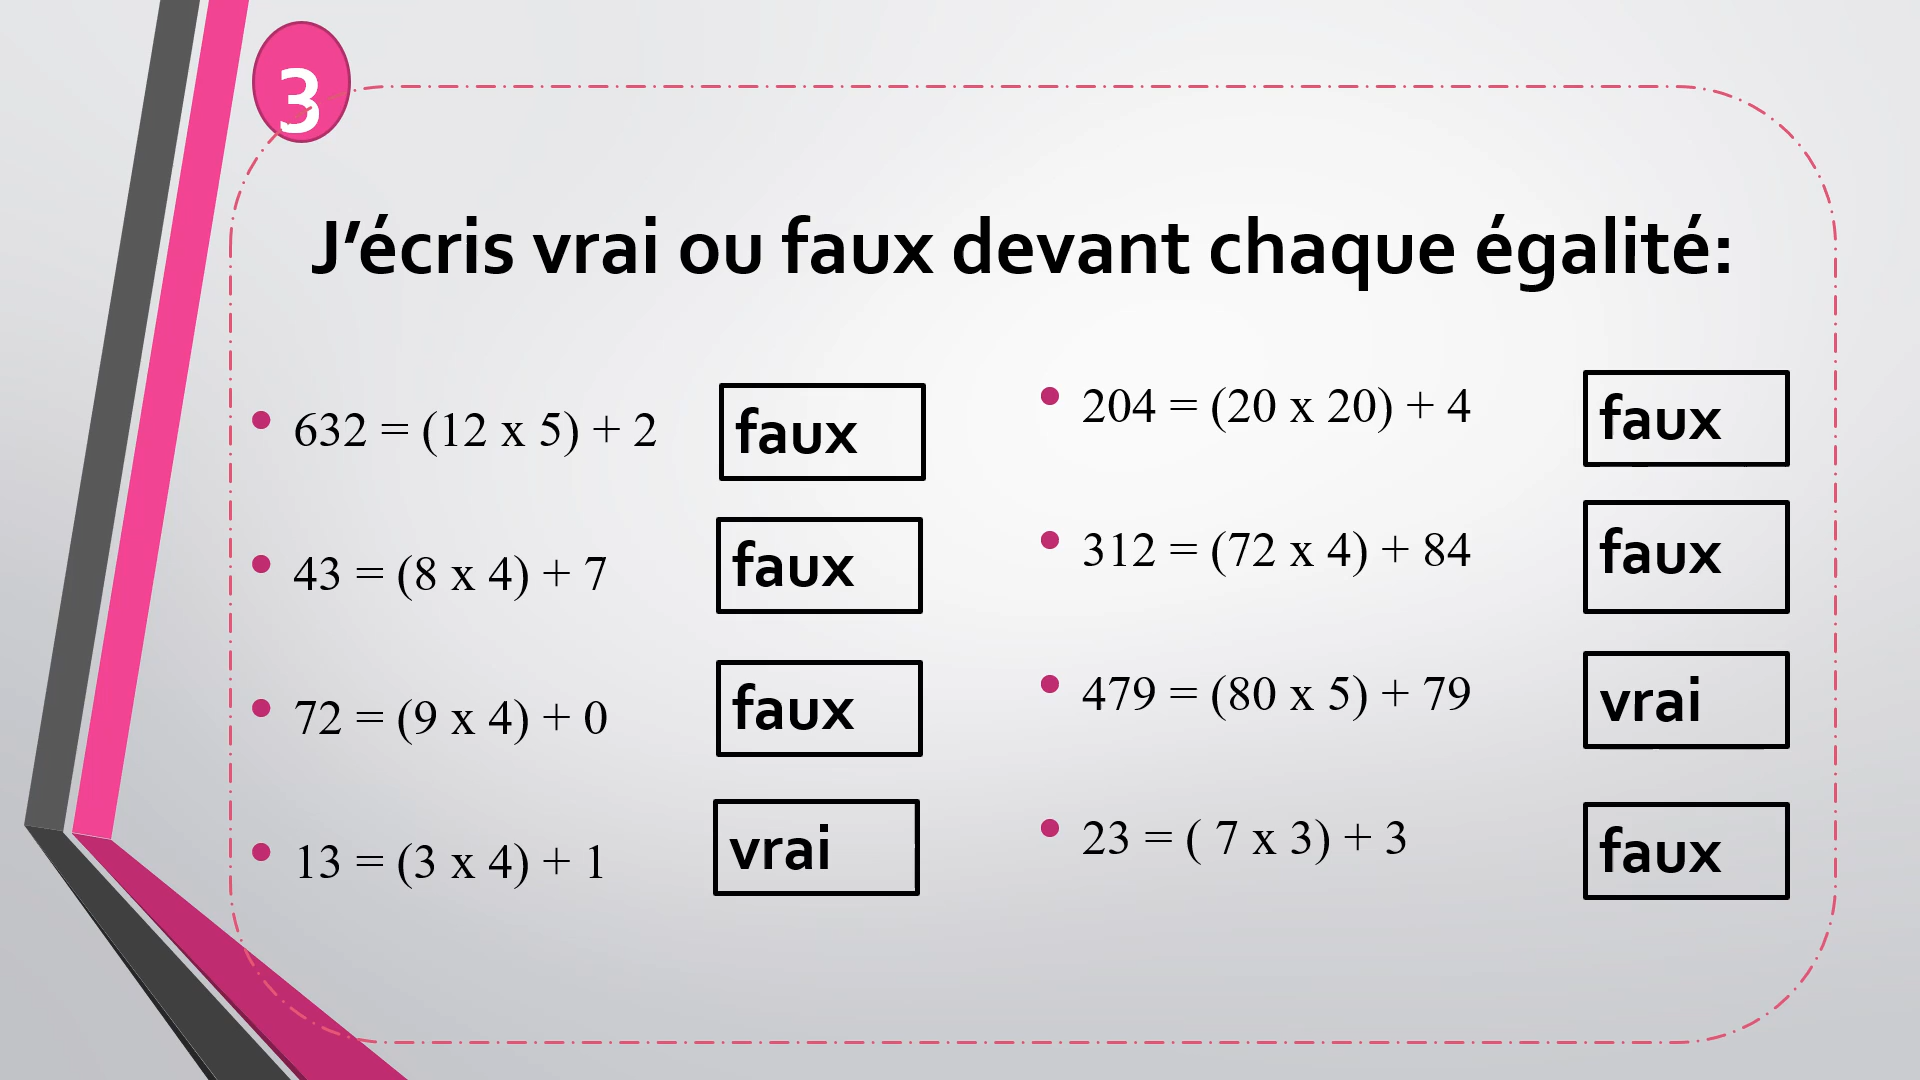 3
J’écris vrai ou faux devant chaque égalité:
632 = (12 x 5) + 2
faux
43 = (8 x 4) + 7
faux
72 = (9 x 4) + 0
faux
13 = (3 x 4) + 1
vrai
204 = (20 x 20) + 4
faux
312 = (72 x 4) + 84
faux
479 = (80 x 5) + 79
vrai
23 = ( 7 x 3) + 3
faux